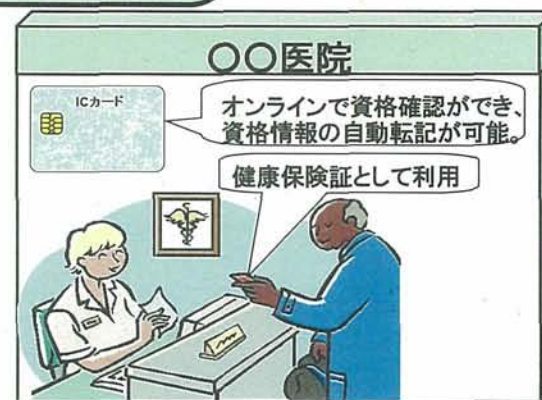 〇〇医院
ICカード
オンラインで資格確認ができ、
資格情報の自動転記が可能。
健康保険証として利用